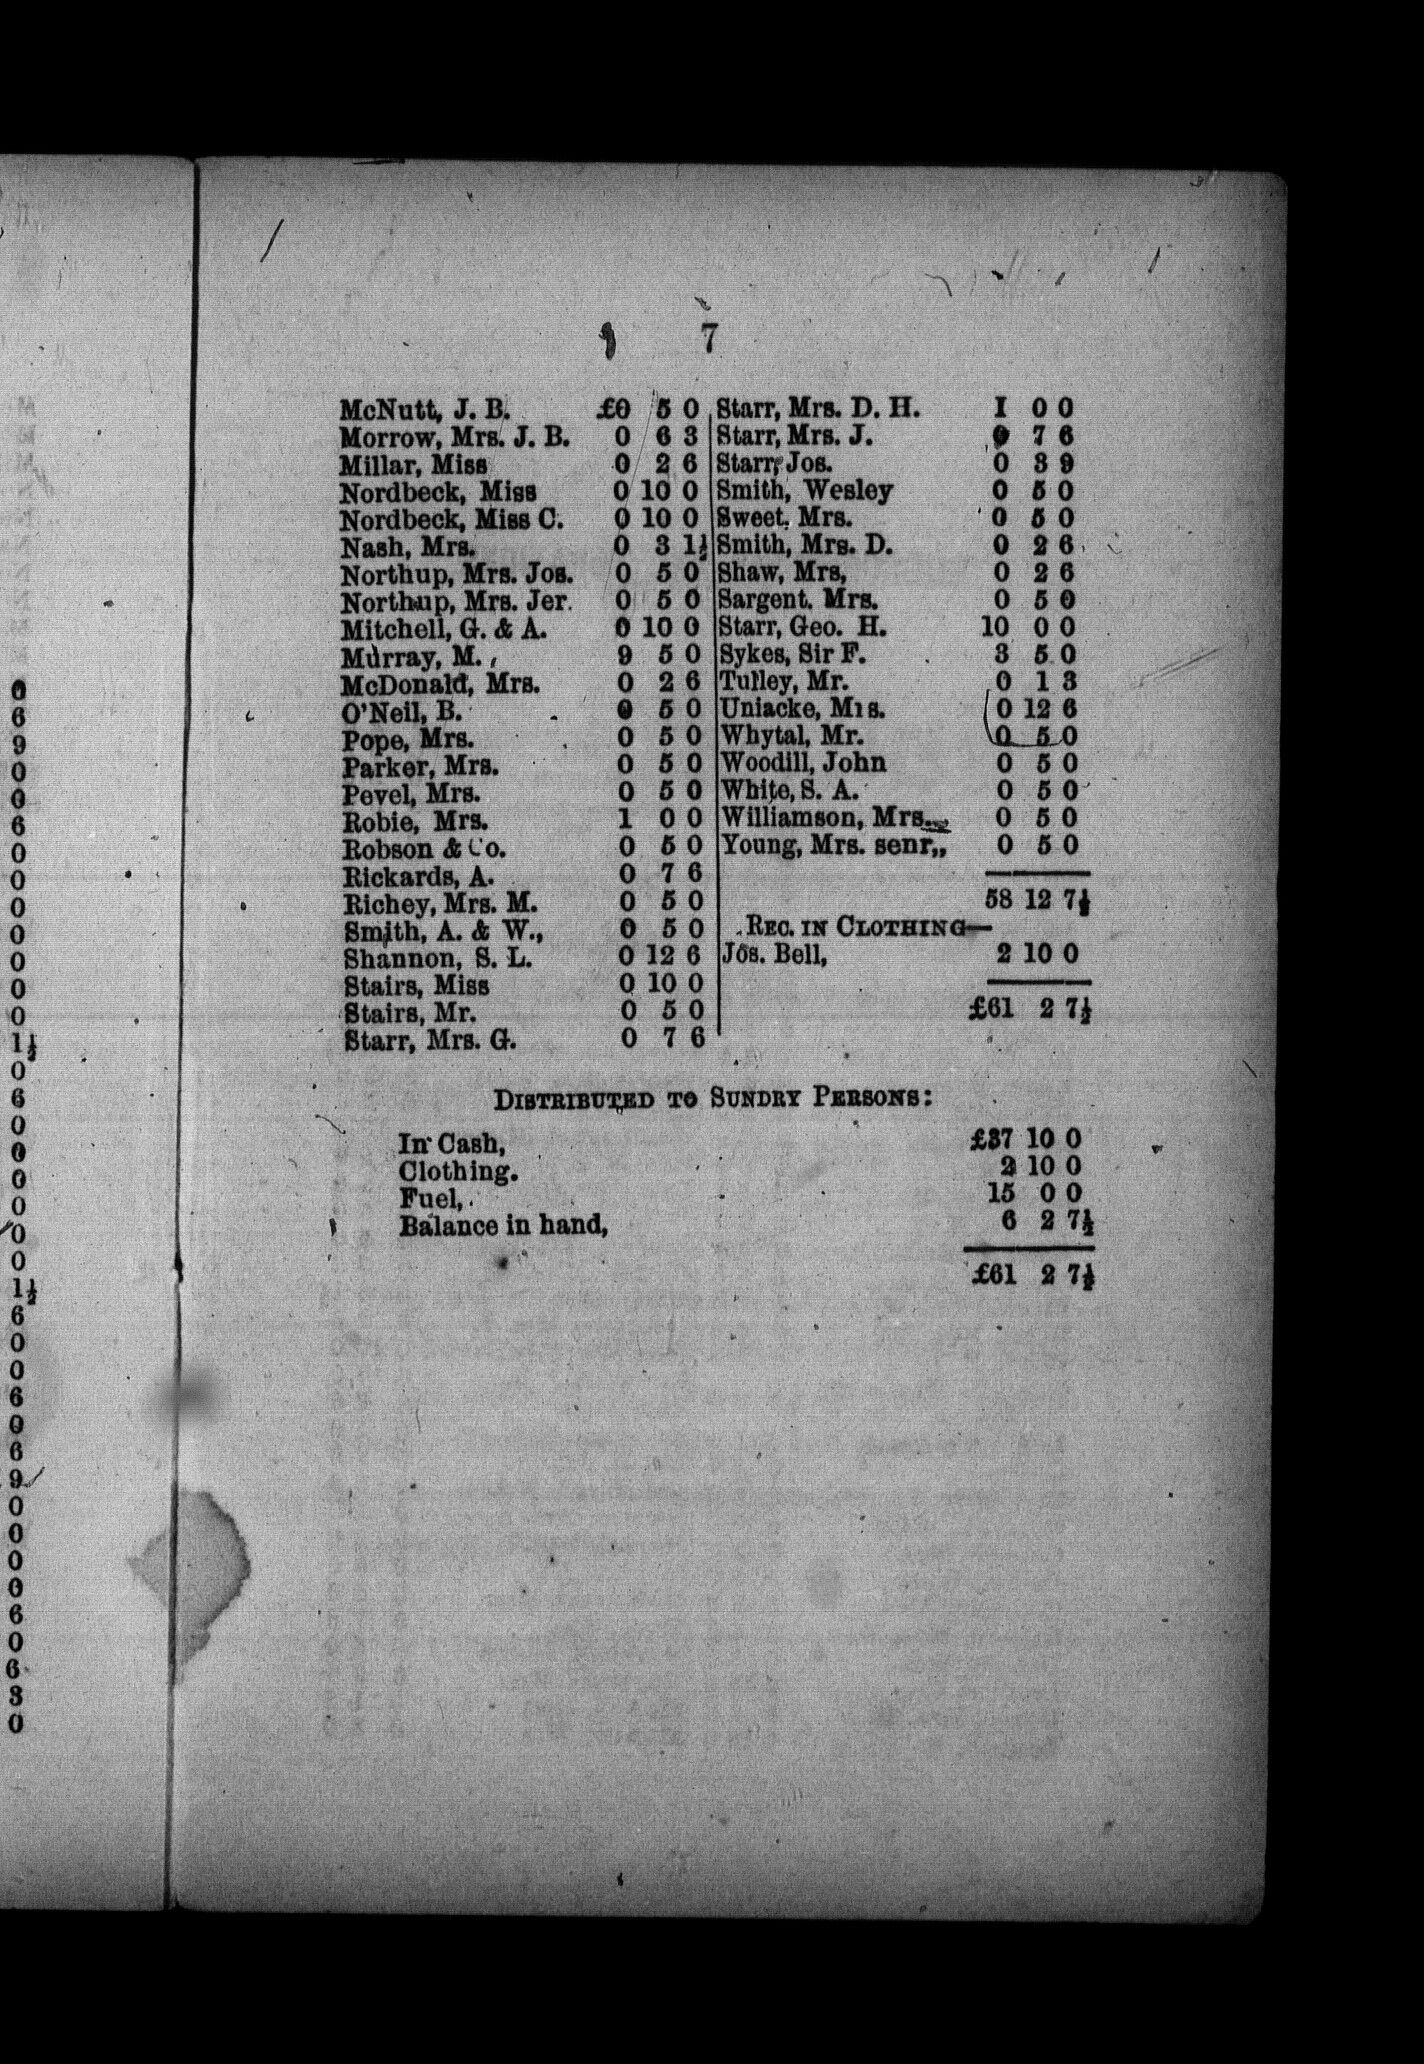 7
McNutt, J. B. £0 5 0
Morrow, Mrs. J. B. 0 6 3
Millar, Miss 0 2 6
Nordbeck, Miss 0 10 0
Nordbeck, Miss C. 0 10 0
Nash, Mrs. 0 3 1½
Northup, Mrs. Jos. 0 5 0
Northup, Mrs. Jer. 0 5 0
Mitchell, G. & A. 0 10 0
Murray, M. 9 5 0
McDonald, Mrs. 0 2 6
O'Neil, B. 0 5 0
Pope, Mrs. 0 5 0
Parker, Mrs. 0 5 0
Pevel, Mrs. 0 5 0
Robie, Mrs. 1 0 0
Robson & Co. 0 5 0
Rickards, A. 0 7 6
Richey, Mrs. M. 0 5 0
Smith, A. & W., 0 5 0
Shannon, S. L. 0 12 6
Stairs, Miss 0 10 0
Stairs, Mr. 0 5 0
Starr, Mrs. G. 0 7 6
Starr, Mrs. D. H. 1 0 0
Starr, Mrs. J. 0 7 6
Starr, Jos. 0 3 9
Smith, Wesley 0 5 0
Sweet. Mrs. 0 5 0
Smith, Mrs. D. 0 2 6
Shaw, Mrs, 0 2 6
Sargent. Mrs. 0 5 0
Starr, Geo. H. 10 0 0
Sykes, Sir F. 3 5 0
Tulley, Mr. 0 1 3
Uniacke, Mrs. 0 12 6
Whytal, Mr. 0 5 0
Woodill, John 0 5 0
White, S. A. 0 5 0
Williamson, Mrs. 0 5 0
Young, Mrs. senr,, 0 5 0
58 12 7½
REC. IN CLOTHING—
Jos. Bell, 2 10 0
£61 2 7½
DISTRIBUTED TO SUNDRY PERSONS:
In Cash, £37 10 0
Clothing. 2 10 0
Fuel, 15 0 0
Balance in hand, 6 2 7½
£61 2 7½